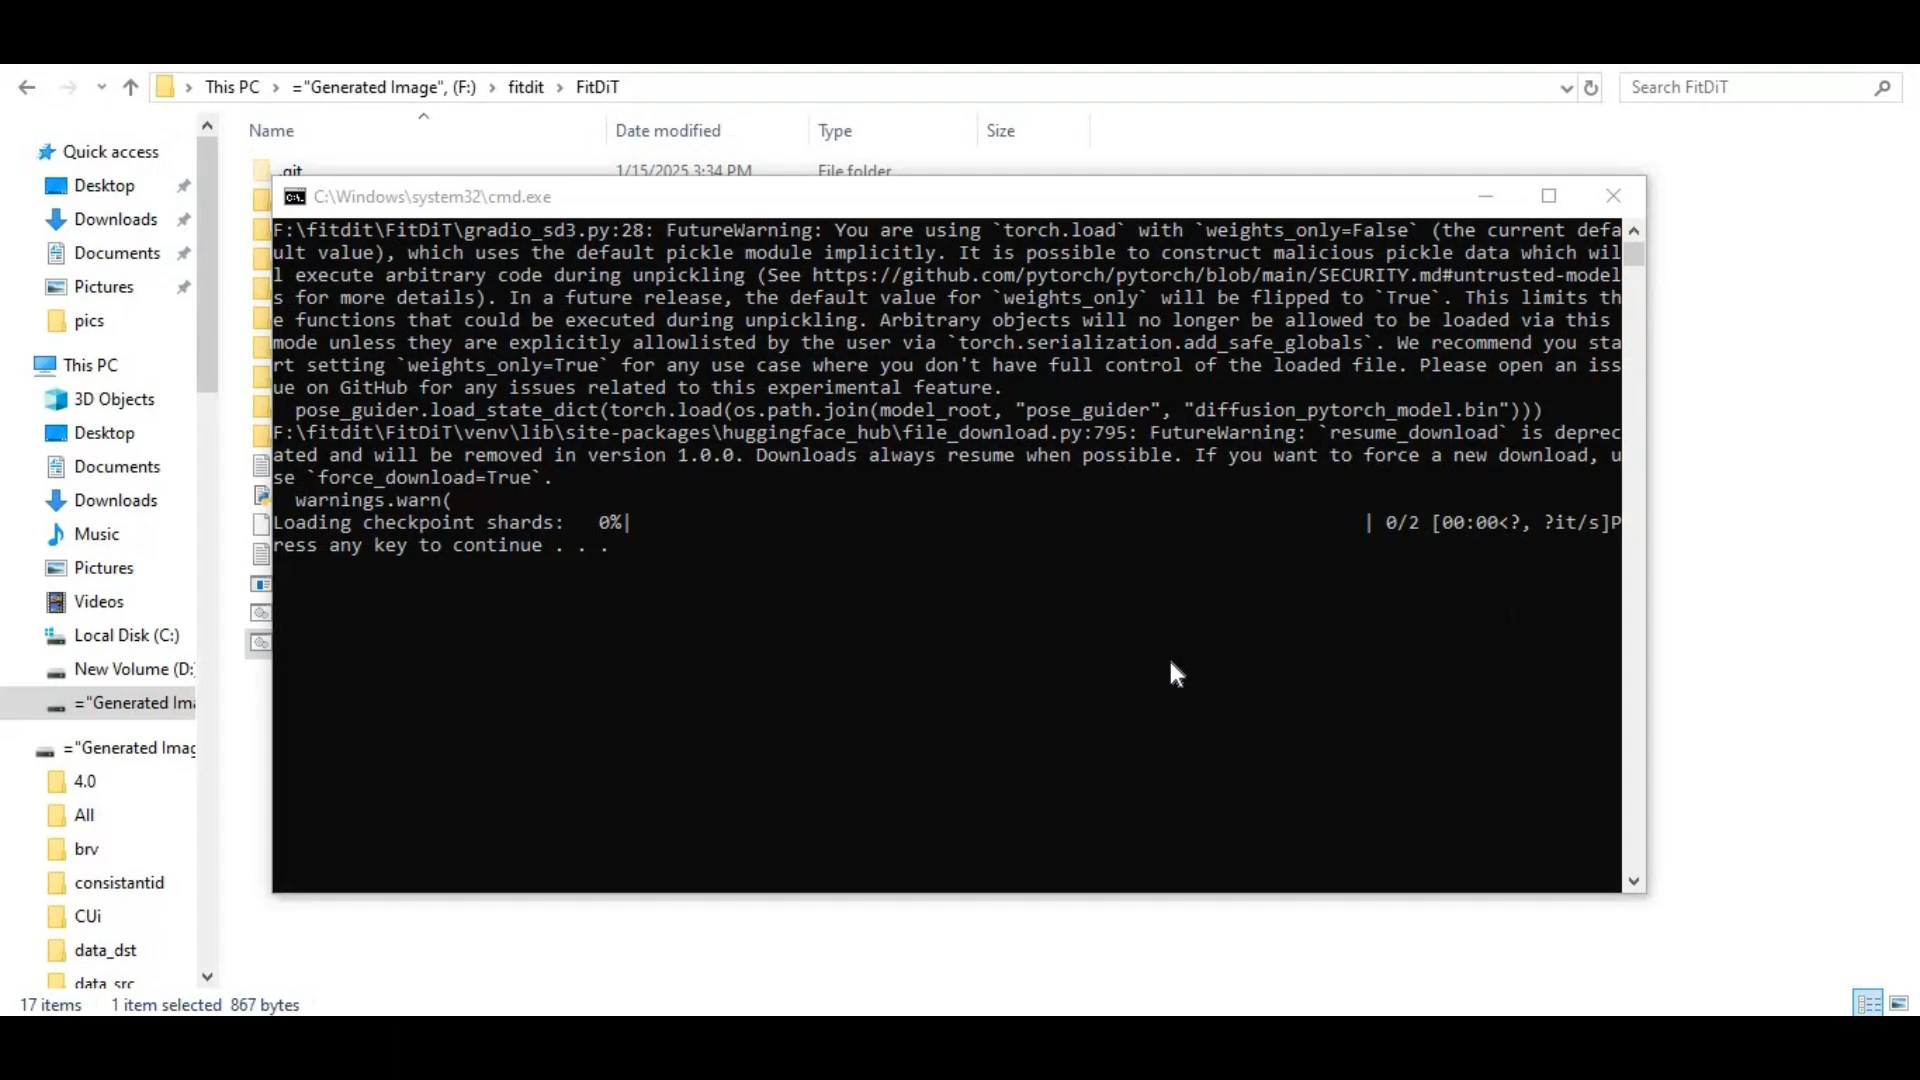 This PC > ="Generated Image", (F:) > fitdit > FitDiT
Search FitDiT
Name
Date modified
Type
Size
Quick access
Desktop
Downloads
Documents
Pictures
pics
This PC
3D Objects
Desktop
Documents
Downloads
Music
Pictures
Videos
Local Disk (C:)
New Volume (D:
="Generated Ima
="Generated Imag
4.0
All
brv
consistantid
CUi
data_dst
data_src
.git
1/15/2025 3:34 PM
File folder
C:\Windows\system32\cmd.exe
F:\fitdit\FitDiT\gradio_sd3.py:28: FutureWarning: You are using `torch.load` with `weights_only=False` (the current defa
ult value), which uses the default pickle module implicitly. It is possible to construct malicious pickle data which wil
l execute arbitrary code during unpickling (See https://github.com/pytorch/pytorch/blob/main/SECURITY.md#untrusted-model
s for more details). In a future release, the default value for `weights_only` will be flipped to `True`. This limits th
e functions that could be executed during unpickling. Arbitrary objects will no longer be allowed to be loaded via this
mode unless they are explicitly allowlisted by the user via `torch.serialization.add_safe_globals`. We recommend you sta
rt setting `weights_only=True` for any use case where you don't have full control of the loaded file. Please open an iss
ue on GitHub for any issues related to this experimental feature.
pose_guider.load_state_dict(torch.load(os.path.join(model_root, "pose_guider", "diffusion_pytorch_model.bin")))
F:\fitdit\FitDiT\venv\lib\site-packages\huggingface_hub\file_download.py:795: FutureWarning: `resume_download` is deprec
ated and will be removed in version 1.0.0. Downloads always resume when possible. If you want to force a new download, u
se `force_download=True`.
warnings.warn(
Loading checkpoint shards:   0%|          | 0/2 [00:00<?, ?it/s]P
ress any key to continue . . .
17 items
1 item selected 867 bytes